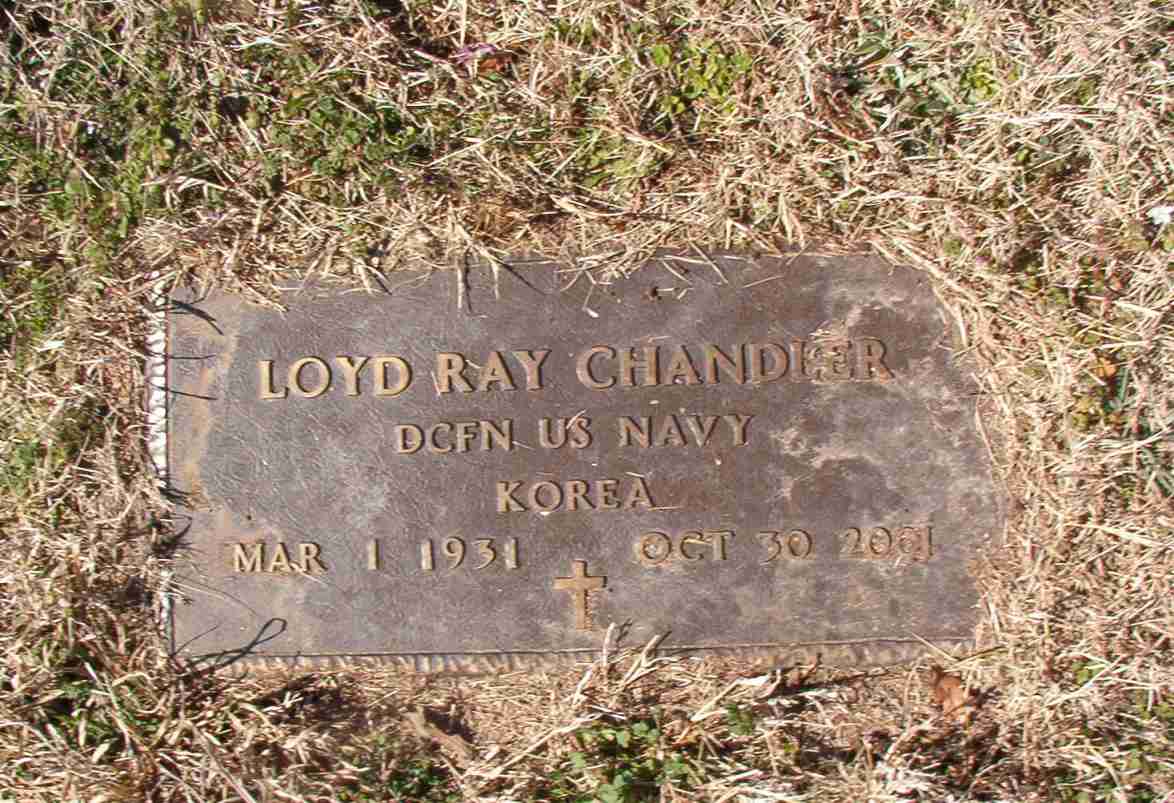 LOYD RAY CHANDLER
DCFN US NAVY
KOREA
MAR 1 1931 OCT 30 2001